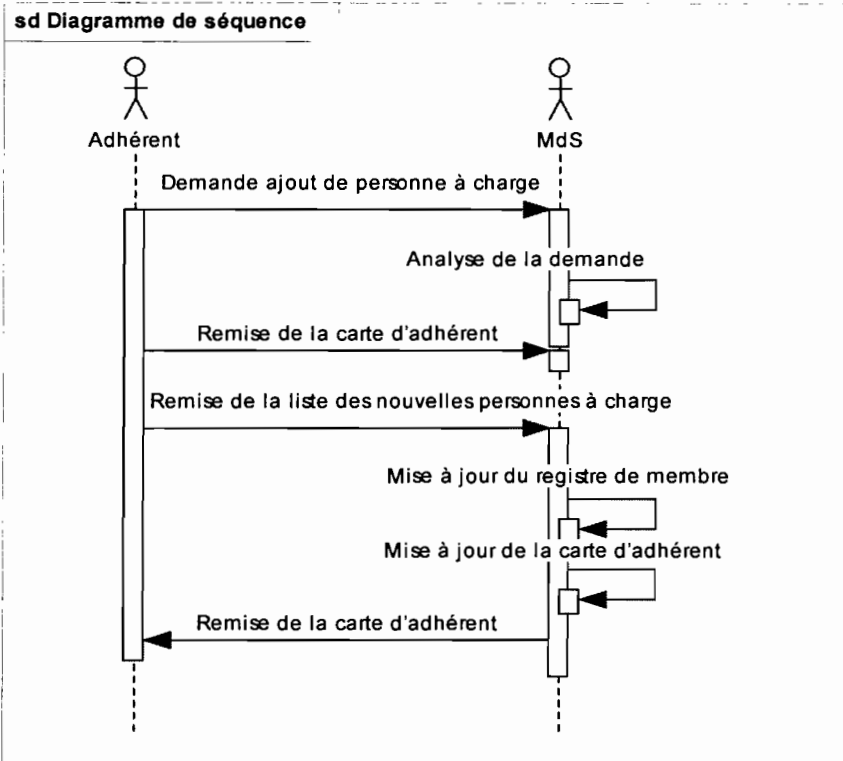 sd Diagramme de séquence
Adhérent
MdS
Demande ajout de personne à charge
Analyse de la demande
Remise de la carte d'adhérent
Remise de la liste des nouvelles personnes à charge
Mise à jour du registre de membre
Mise à jour de la carte d'adhérent
Remise de la carte d'adhérent